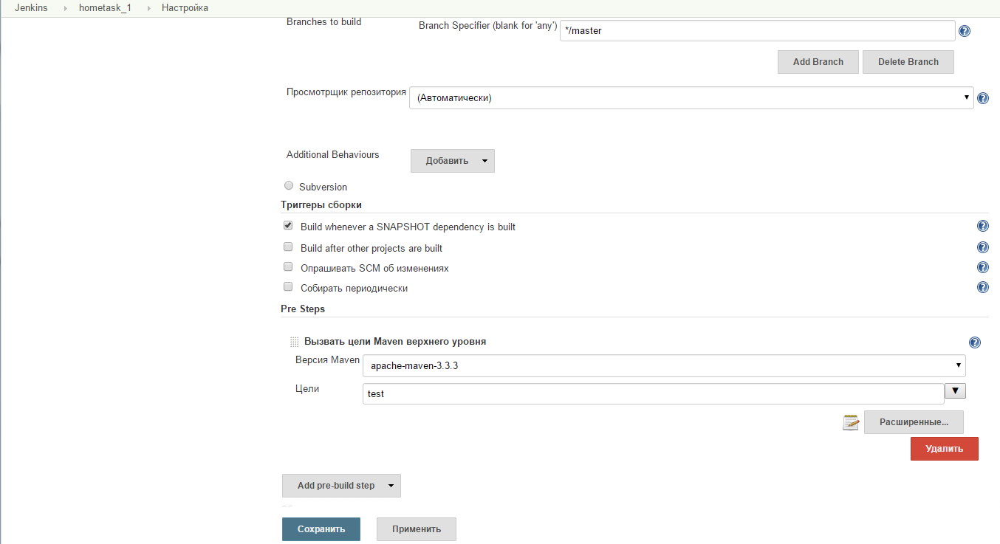 Jenkins hometask_1 Настройка
Branches to build Branch Specifier (blank for 'any') */master
Add Branch Delete Branch
Просмотрщик репозитория (Автоматически)
Additional Behaviours Добавить
Subversion
Триггеры сборки
Build whenever a SNAPSHOT dependency is built
Build after other projects are built
Опрашивать SCM об изменениях
Собирать периодически
Pre Steps
Вызвать цели Maven верхнего уровня
Версия Maven apache-maven-3.3.3
Цели test
Расширенные...
Удалить
Add pre-build step
Сохранить Применить